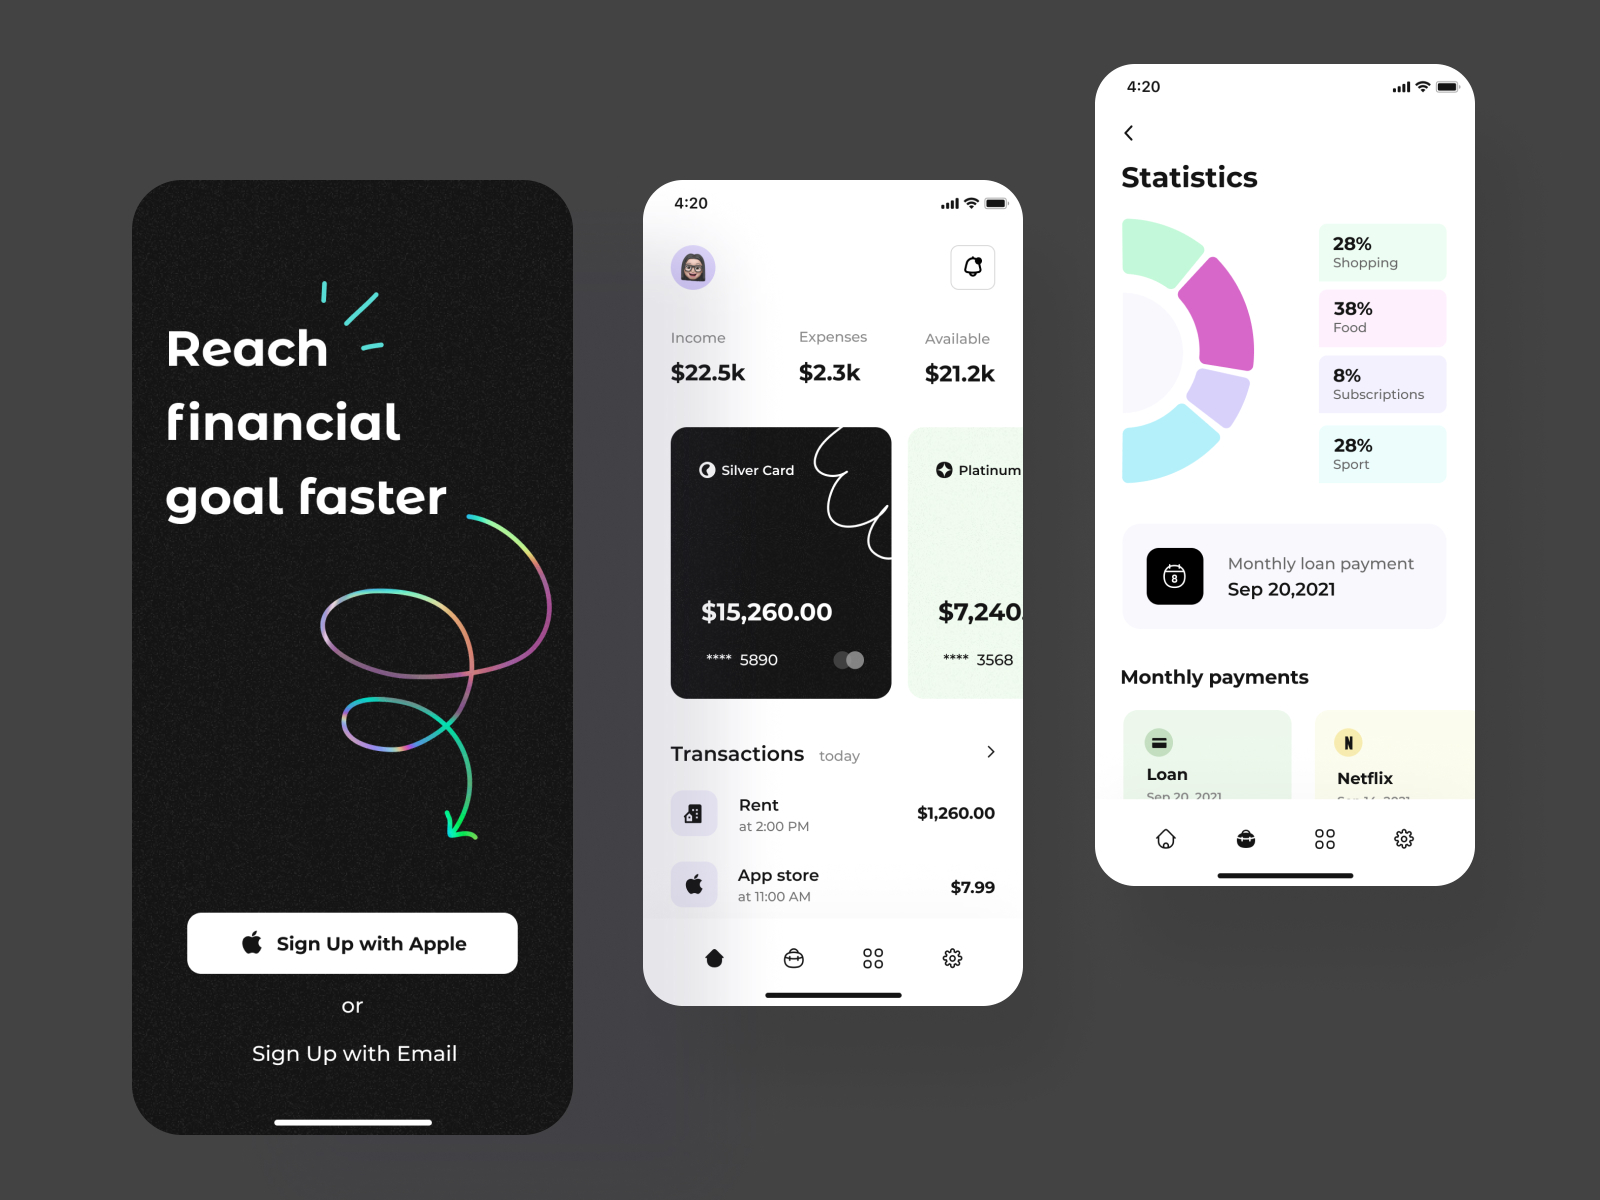 Reach
financial
goal faster
Sign Up with Apple
or
Sign Up with Email
4:20
Income
Expenses
Available
$22.5k
$2.3k
$21.2k
Silver Card
Platinum
$15,260.00
$7,240.
**** 5890
**** 3568
Transactions today
Rent
at 2:00 PM
$1,260.00
App store
at 11:00 AM
$7.99
4:20
Statistics
28%
Shopping
38%
Food
8%
Subscriptions
28%
Sport
8
Monthly loan payment
Sep 20,2021
Monthly payments
N
Loan
Sep 20, 2021
Netflix
Sep 14, 2021